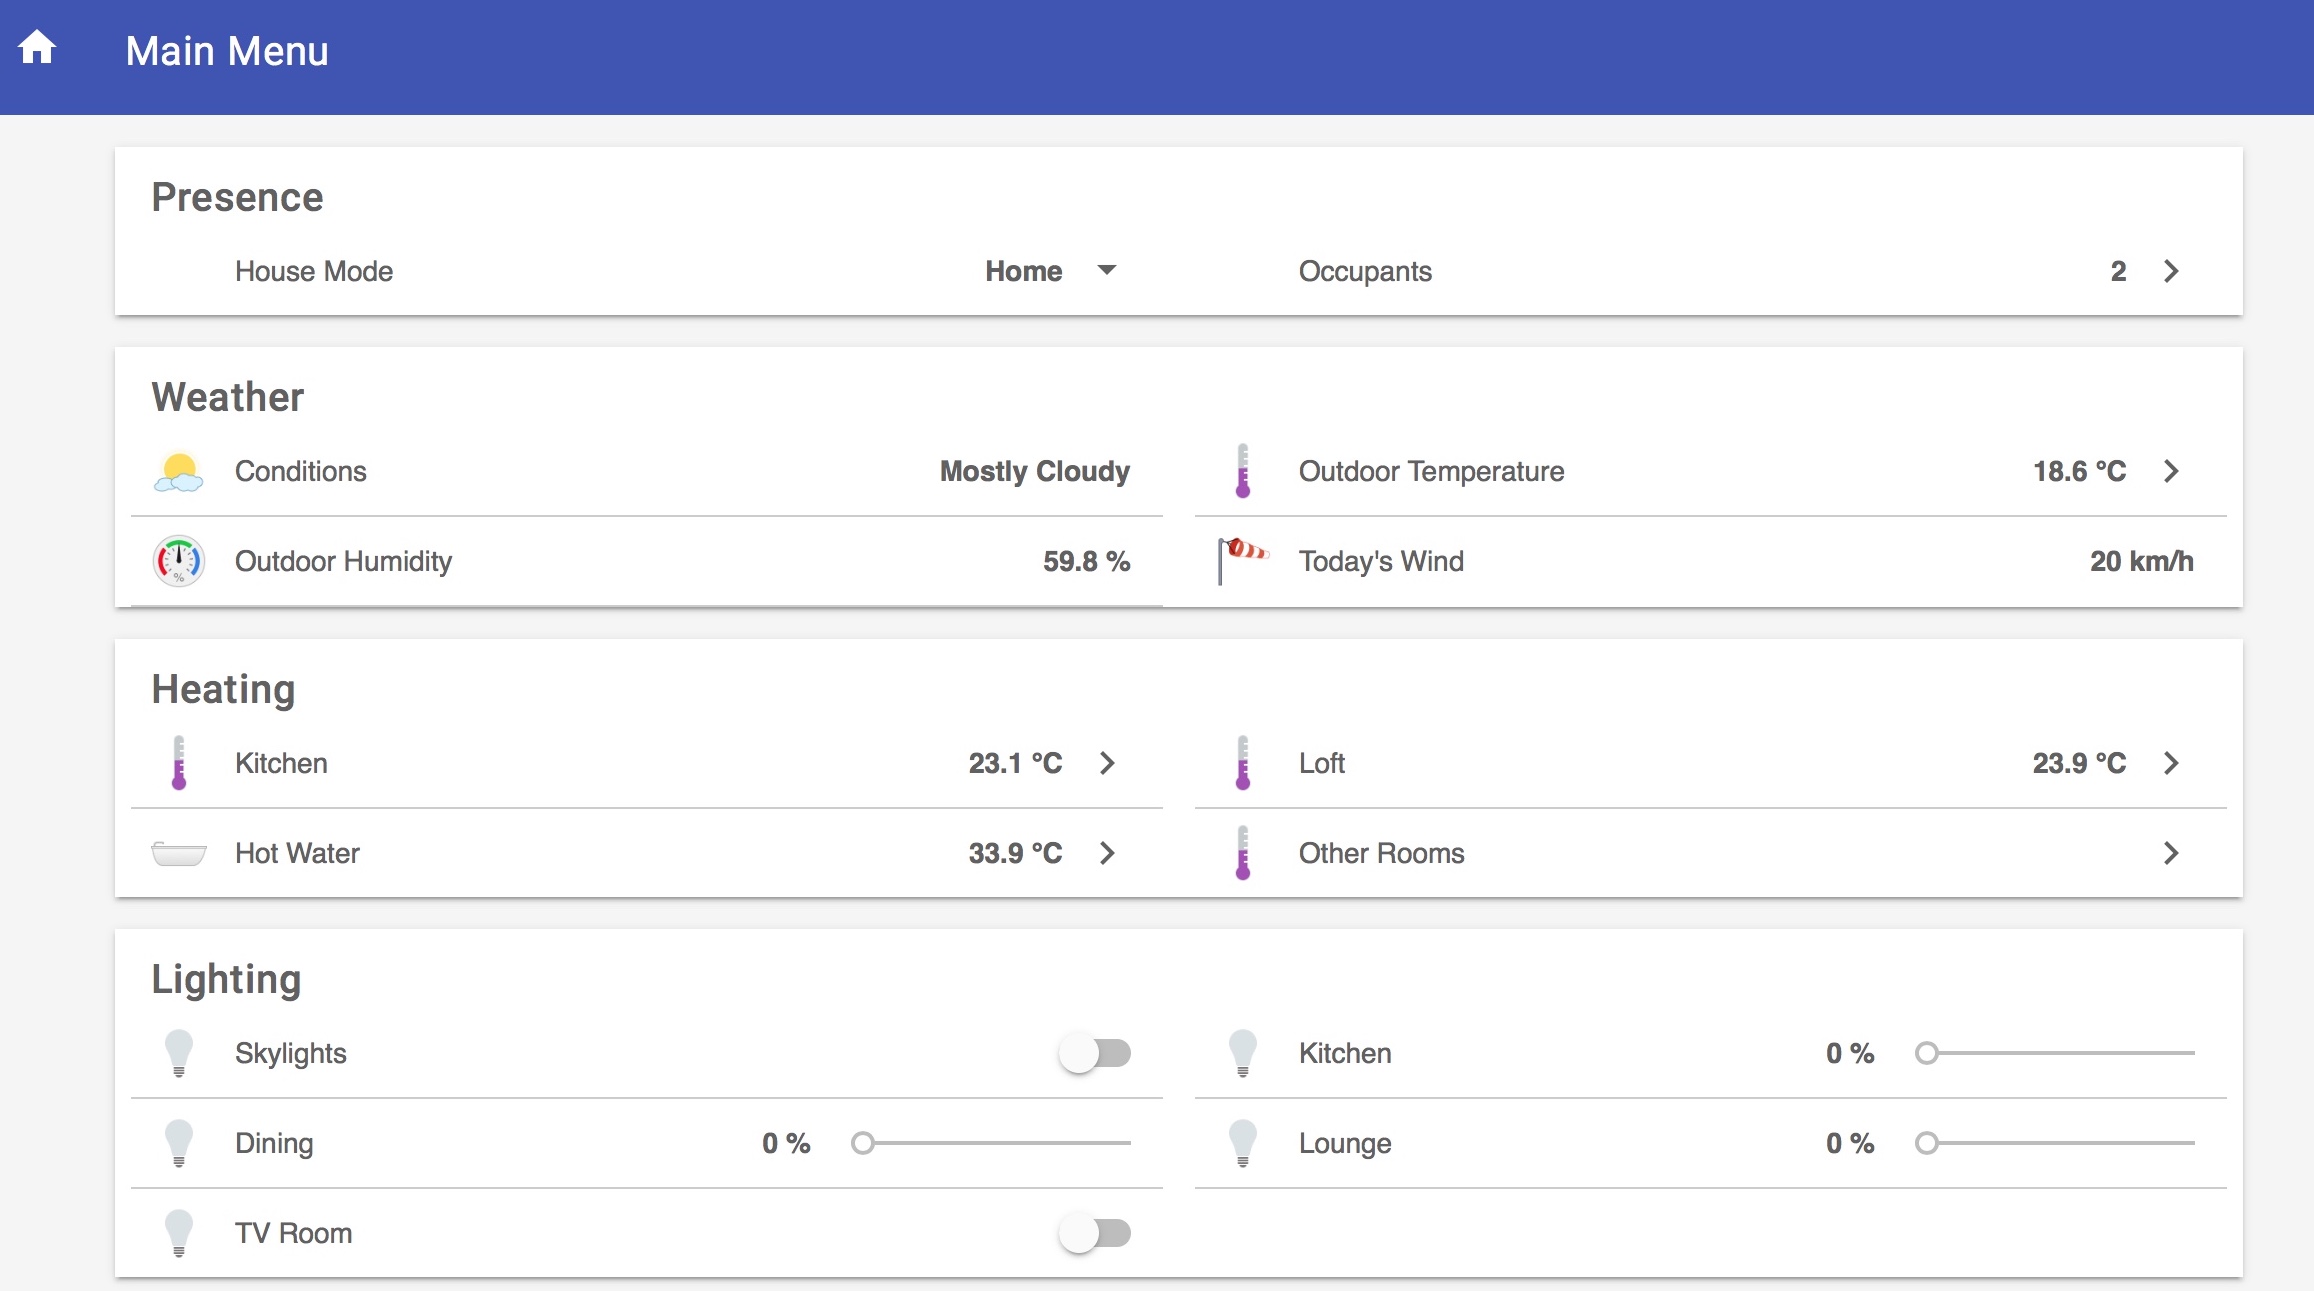 Main Menu
Presence
House Mode Home Occupants 2
Weather
Conditions Mostly Cloudy Outdoor Temperature 18.6 °C
% Outdoor Humidity 59.8 % Today's Wind 20 km/h
Heating
Kitchen 23.1 °C Loft 23.9 °C
Hot Water 33.9 °C Other Rooms
Lighting
Skylights Kitchen 0 %
Dining 0 % Lounge 0 %
TV Room